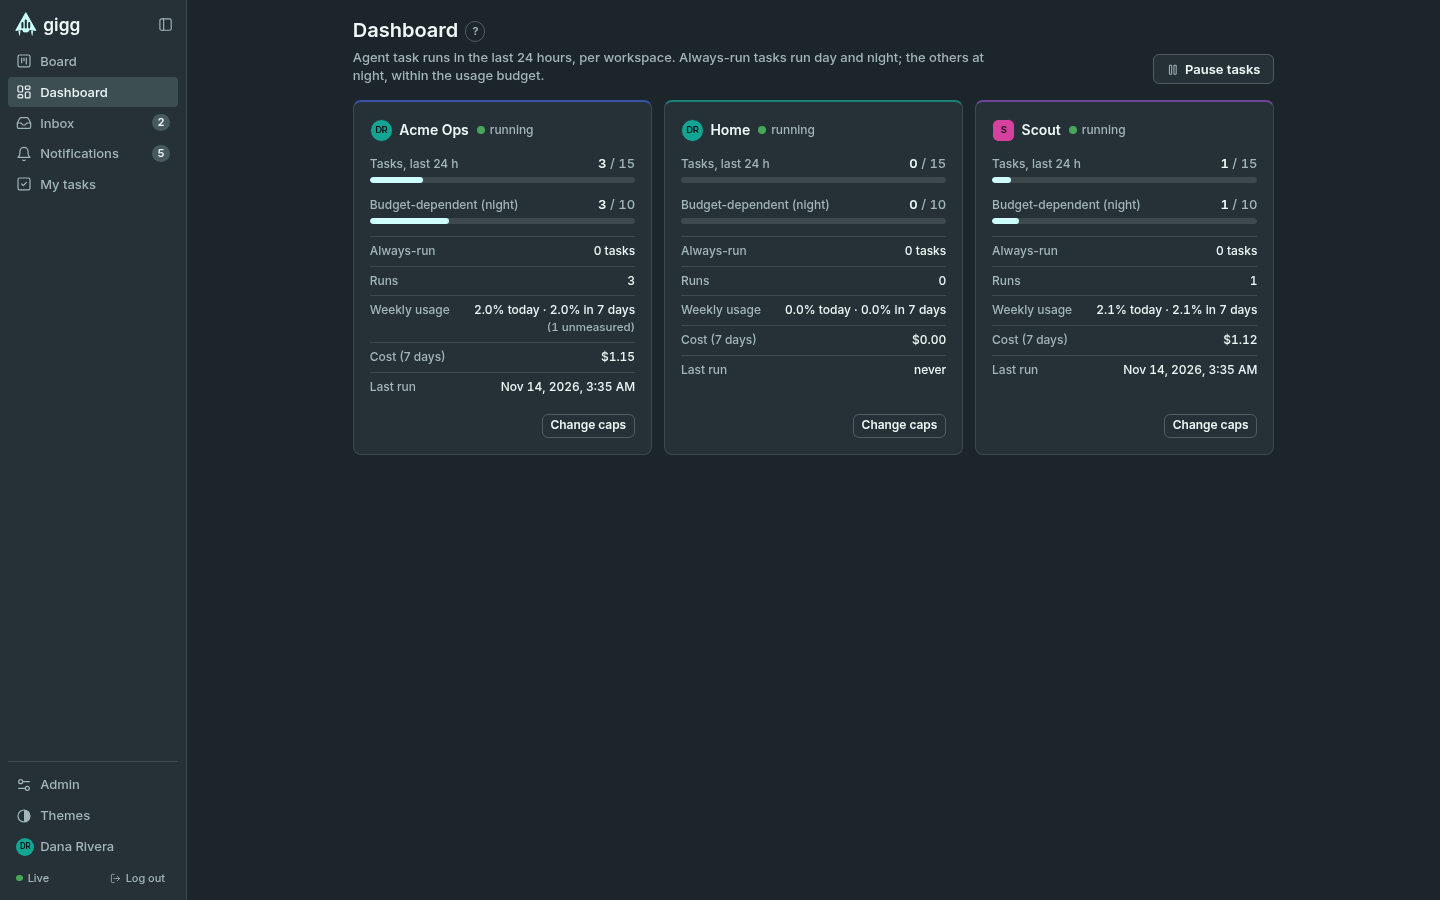 gigg
Board
Dashboard
Inbox 2
Notifications 5
My tasks
Admin
Themes
DR Dana Rivera
Live Log out
Dashboard ?
Agent task runs in the last 24 hours, per workspace. Always-run tasks run day and night; the others at
night, within the usage budget.
Pause tasks
DR Acme Ops running
Tasks, last 24 h 3 / 15
Budget-dependent (night) 3 / 10
Always-run 0 tasks
Runs 3
Weekly usage 2.0% today · 2.0% in 7 days
(1 unmeasured)
Cost (7 days) $1.15
Last run Nov 14, 2026, 3:35 AM
Change caps
DR Home running
Tasks, last 24 h 0 / 15
Budget-dependent (night) 0 / 10
Always-run 0 tasks
Runs 0
Weekly usage 0.0% today · 0.0% in 7 days
Cost (7 days) $0.00
Last run never
Change caps
S Scout running
Tasks, last 24 h 1 / 15
Budget-dependent (night) 1 / 10
Always-run 0 tasks
Runs 1
Weekly usage 2.1% today · 2.1% in 7 days
Cost (7 days) $1.12
Last run Nov 14, 2026, 3:35 AM
Change caps